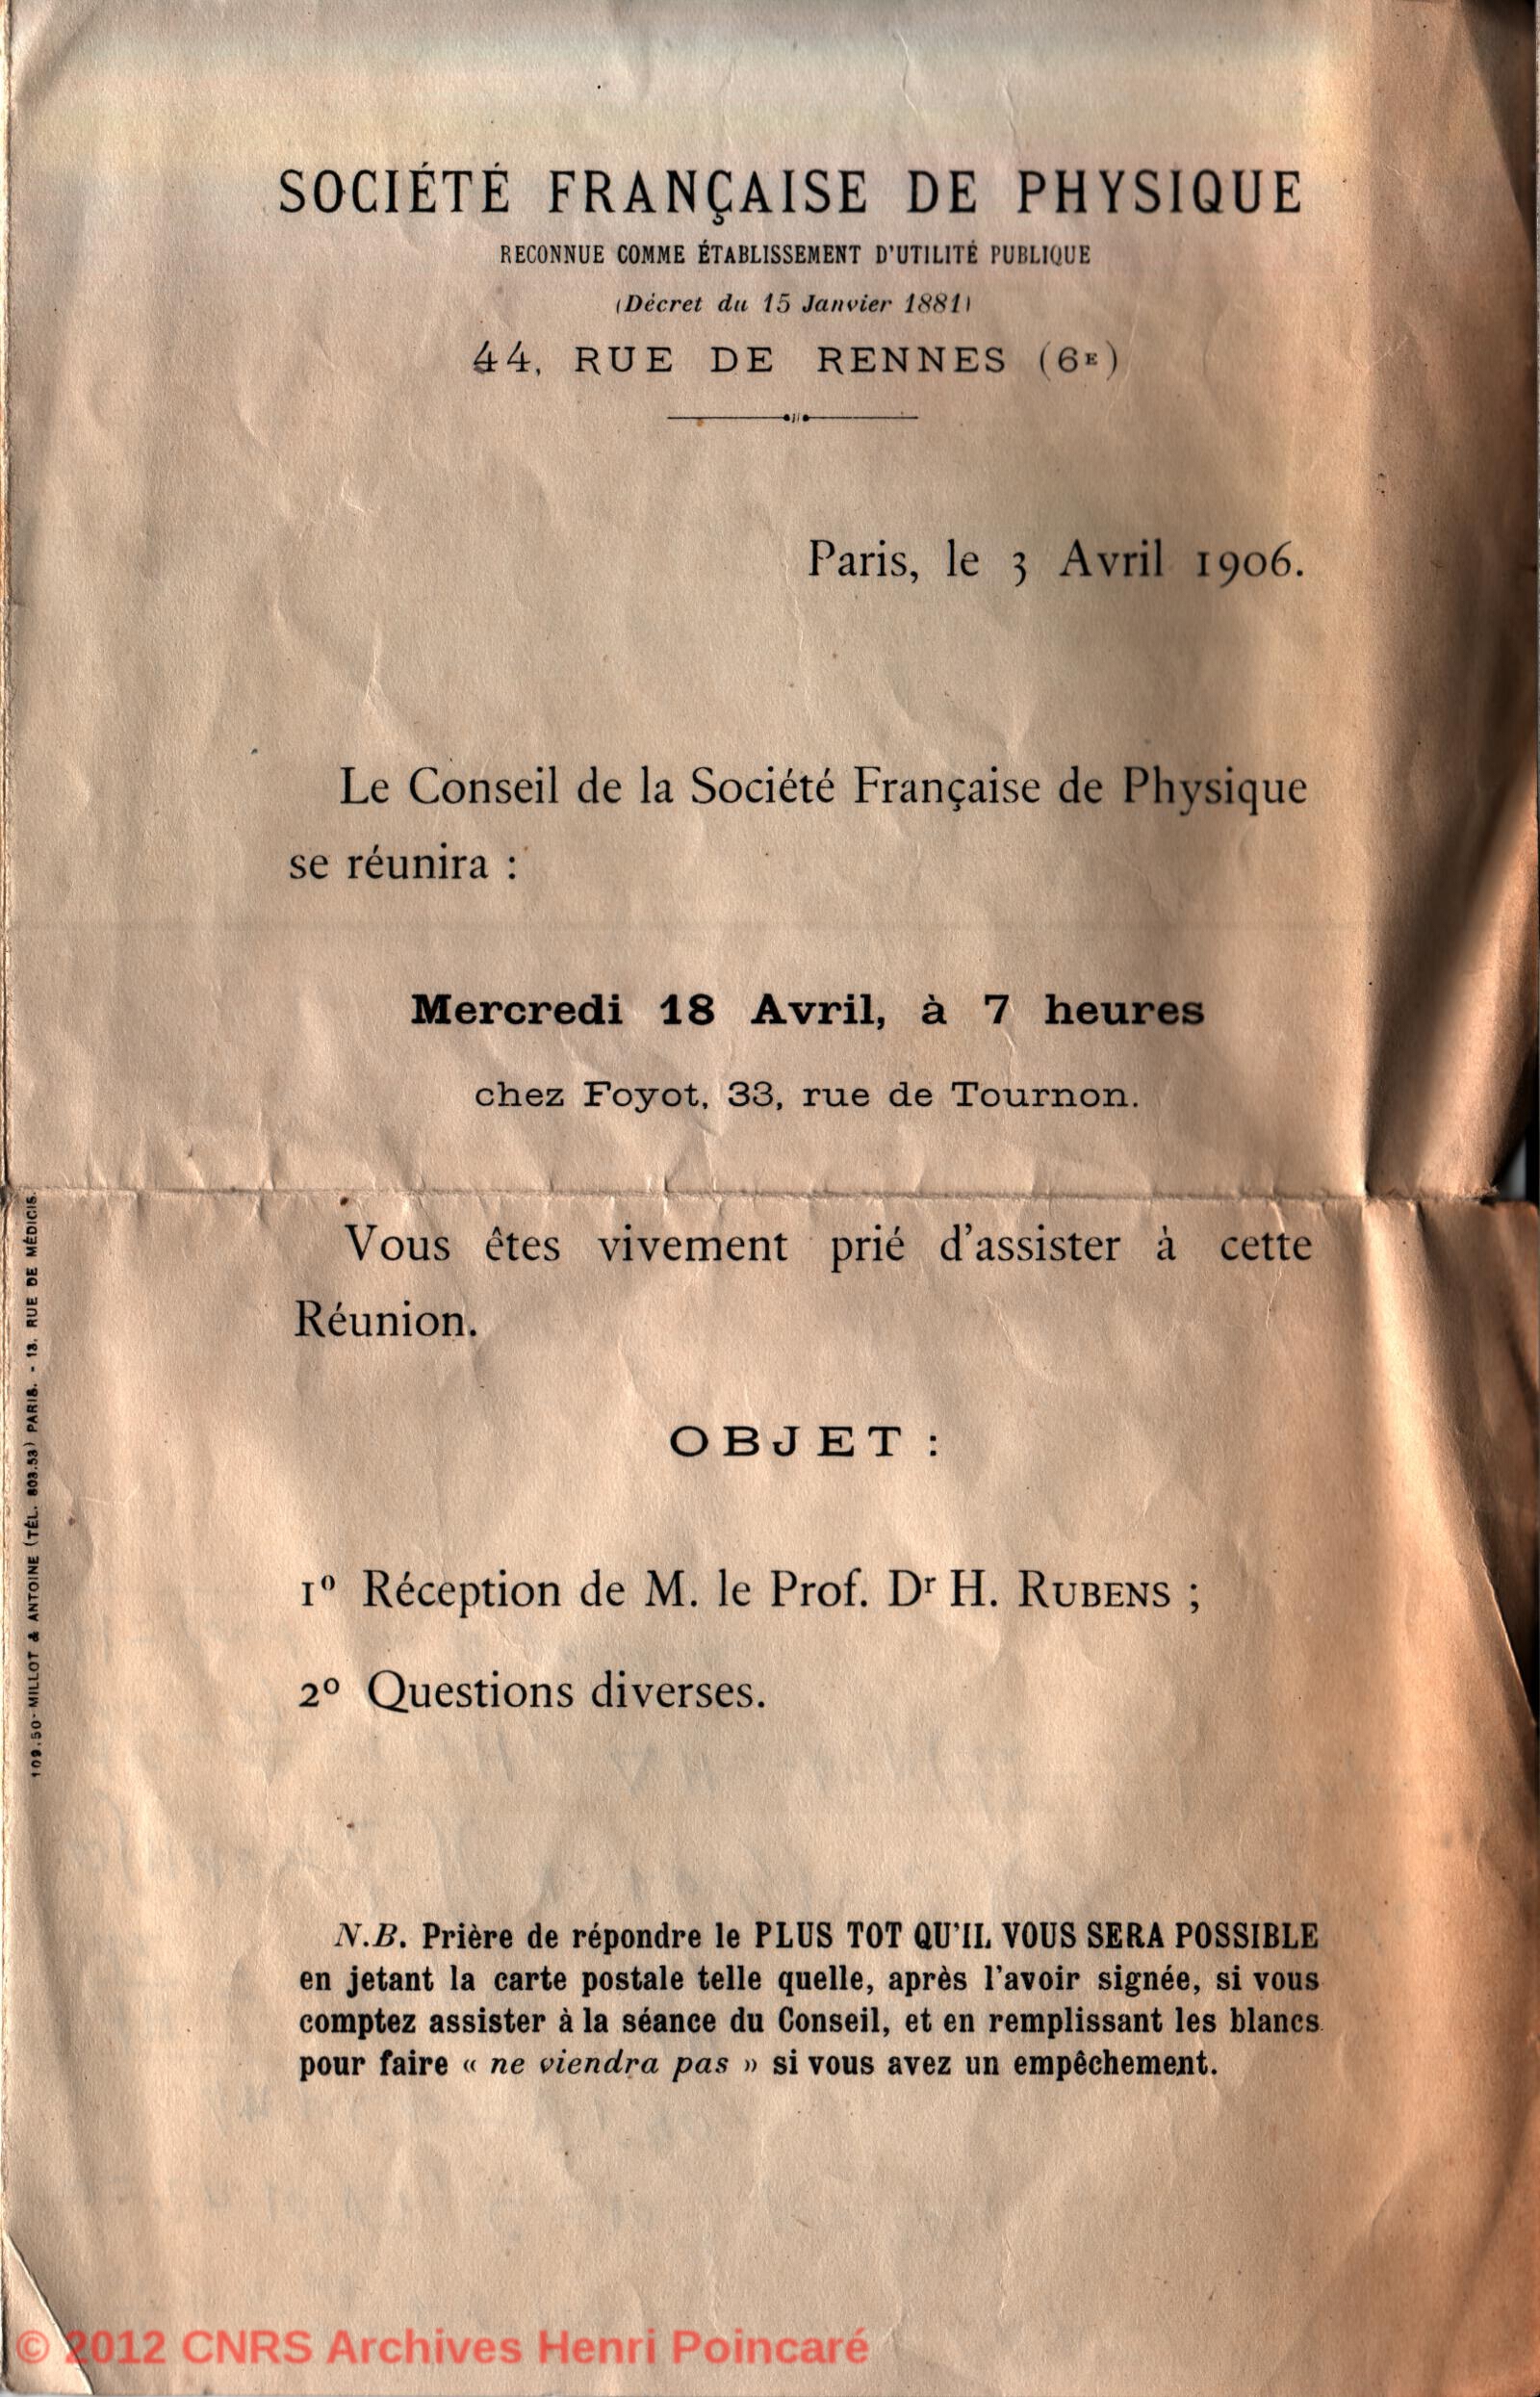 SOCIÉTÉ FRANÇAISE DE PHYSIQUE
RECONNUE COMME ÉTABLISSEMENT D'UTILITÉ PUBLIQUE
(Décret du 15 Janvier 1881)
44, RUE DE RENNES (6E)
Paris, le 3 Avril 1906.
Le Conseil de la Société Française de Physique
se réunira :
Mercredi 18 Avril, à 7 heures
chez Foyot, 33, rue de Tournon.
Vous êtes vivement prié d'assister à cette
Réunion.
OBJET :
1º Réception de M. le Prof. Dr H. RUBENS ;
2º Questions diverses.
N.B. Prière de répondre le PLUS TOT QU'IL VOUS SERA POSSIBLE
en jetant la carte postale telle quelle, après l'avoir signée, si vous
comptez assister à la séance du Conseil, et en remplissant les blancs
pour faire « ne viendra pas » si vous avez un empêchement.
109.50- MILLOT & ANTOINE (TÉL. 803.53) PARIS. - 18, RUE DE MÉDICIS.
© 2012 CNRS Archives Henri Poincaré